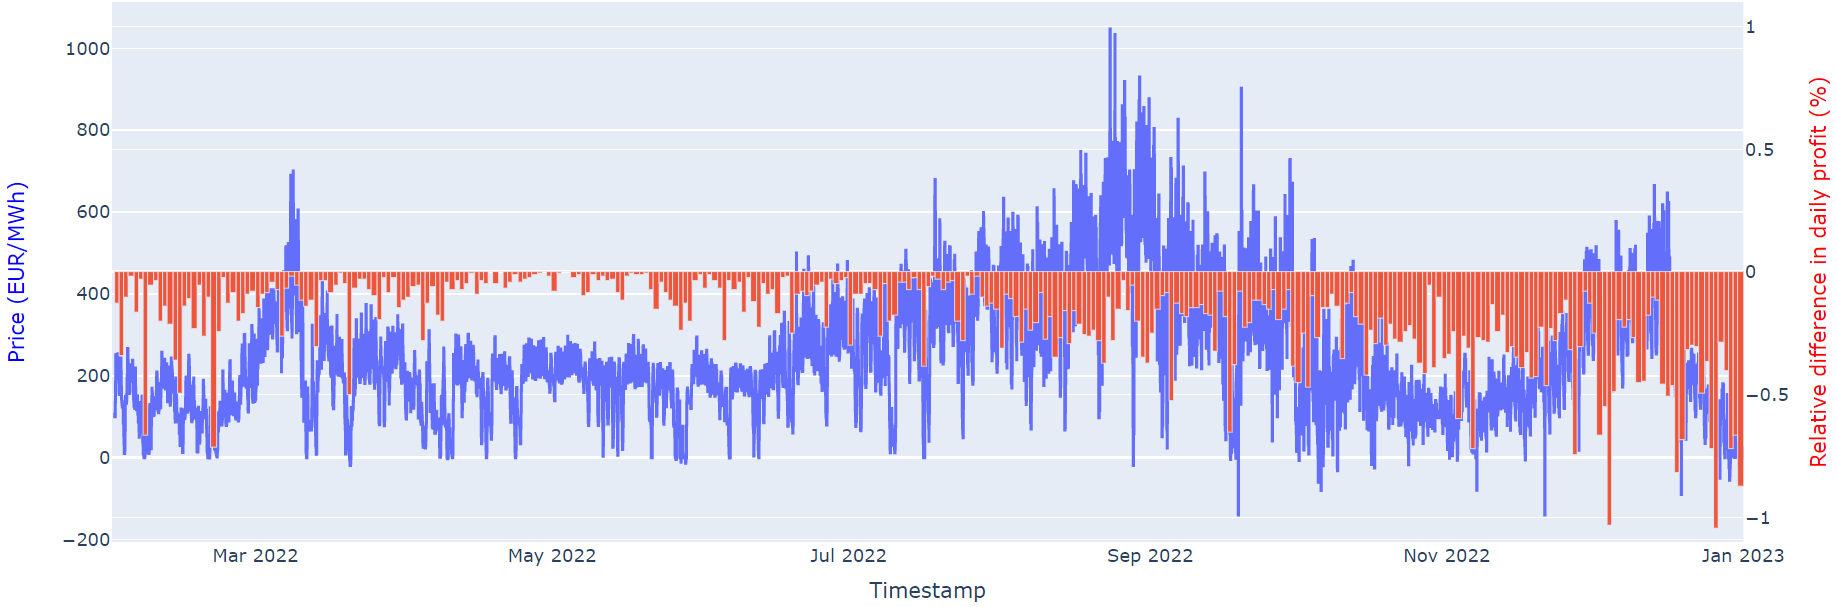 Price (EUR/MWh)
1000
800
600
400
200
0
−200
1
0.5
0
−0.5
−1
Relative difference in daily profit (%)
Mar 2022
May 2022
Jul 2022
Sep 2022
Nov 2022
Jan 2023
Timestamp